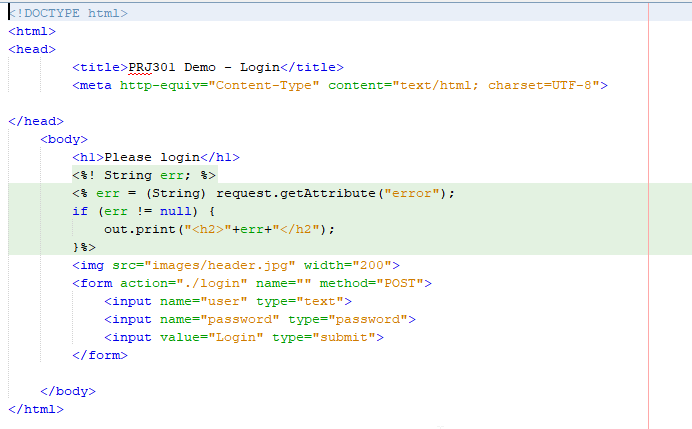 <!DOCTYPE html>
<html>
<head>
<title>PRJ301 Demo - Login</title>
<meta http-equiv="Content-Type" content="text/html; charset=UTF-8">
</head>
<body>
<h1>Please login</h1>
<%! String err; %>
<% err = (String) request.getAttribute("error");
if (err != null) {
out.print("<h2>"+err+"</h2");
}%>
<img src="images/header.jpg" width="200">
<form action="./login" name="" method="POST">
<input name="user" type="text">
<input name="password" type="password">
<input value="Login" type="submit">
</form>
</body>
</html>